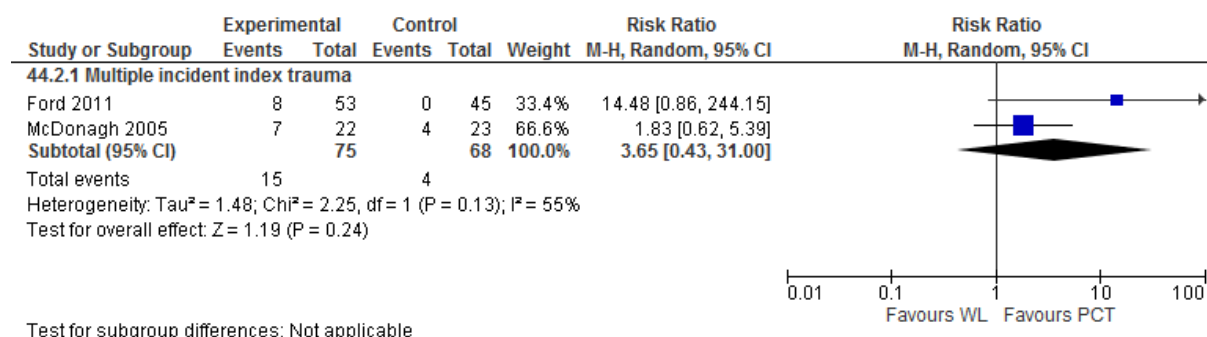 Experimental Control Risk Ratio Risk Ratio
Study or Subgroup Events Total Events Total Weight M-H, Random, 95% CI M-H, Random, 95% CI
44.2.1 Multiple incident index trauma
Ford 2011 8 53 0 45 33.4% 14.48 [0.86, 244.15]
McDonagh 2005 7 22 4 23 66.6% 1.83 [0.62, 5.39]
Subtotal (95% CI) 75 68 100.0% 3.65 [0.43, 31.00]
Total events 15 4
Heterogeneity: Tau² = 1.48; Chi² = 2.25, df = 1 (P = 0.13); I² = 55%
Test for overall effect: Z = 1.19 (P = 0.24)
0.01 0.1 1 10 100
Favours WL Favours PCT
Test for subgroup differences: Not applicable